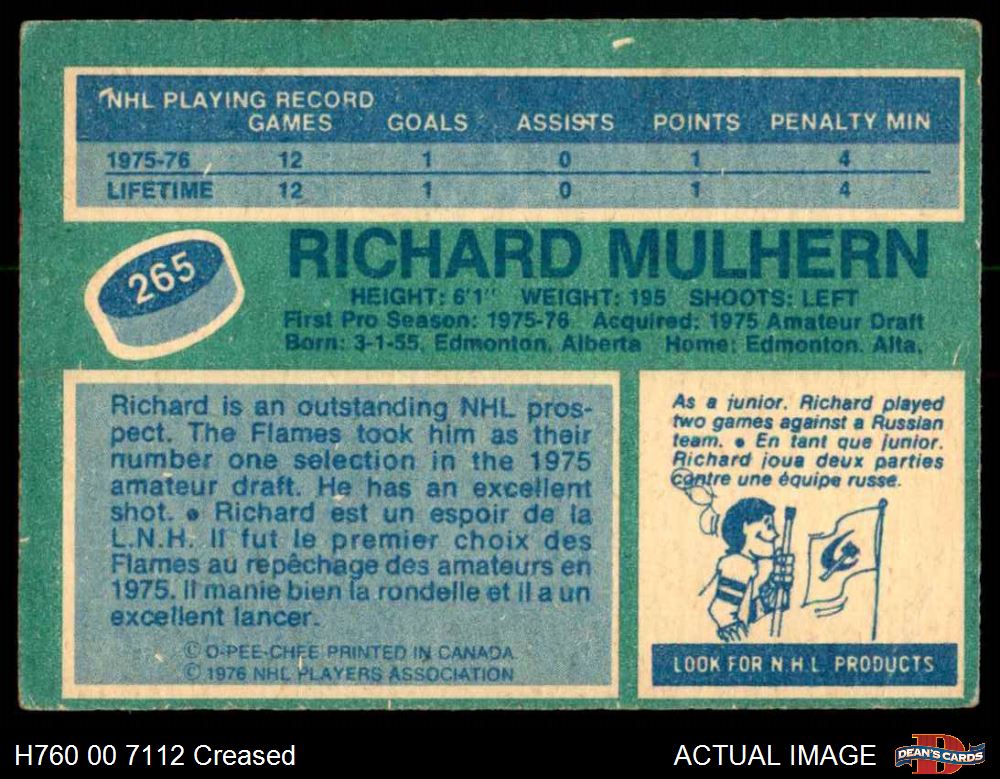 NHL PLAYING RECORD
GAMES GOALS ASSISTS POINTS PENALTY MIN
1975-76 12 1 0 1 4
LIFETIME 12 1 0 1 4
265
RICHARD MULHERN
HEIGHT: 6'1" WEIGHT: 195 SHOOTS: LEFT
First Pro Season: 1975-76 Acquired: 1975 Amateur Draft
Born: 3-1-55, Edmonton, Alberta Home: Edmonton, Alta.
Richard is an outstanding NHL pros-
pect. The Flames took him as their
number one selection in the 1975
amateur draft. He has an excellent
shot. ● Richard est un espoir de la
L.N.H. Il fut le premier choix des
Flames au repêchage des amateurs en
1975. Il manie bien la rondelle et il a un
excellent lancer.
© O-PEE-CHEE PRINTED IN CANADA
© 1976 NHL PLAYERS ASSOCIATION
As a junior, Richard played
two games against a Russian
team. ● En tant que junior,
Richard joua deux parties
contre une équipe russe.
LOOK FOR N.H.L. PRODUCTS
H760 00 7112 Creased
ACTUAL IMAGE
DEAN'S CARDS